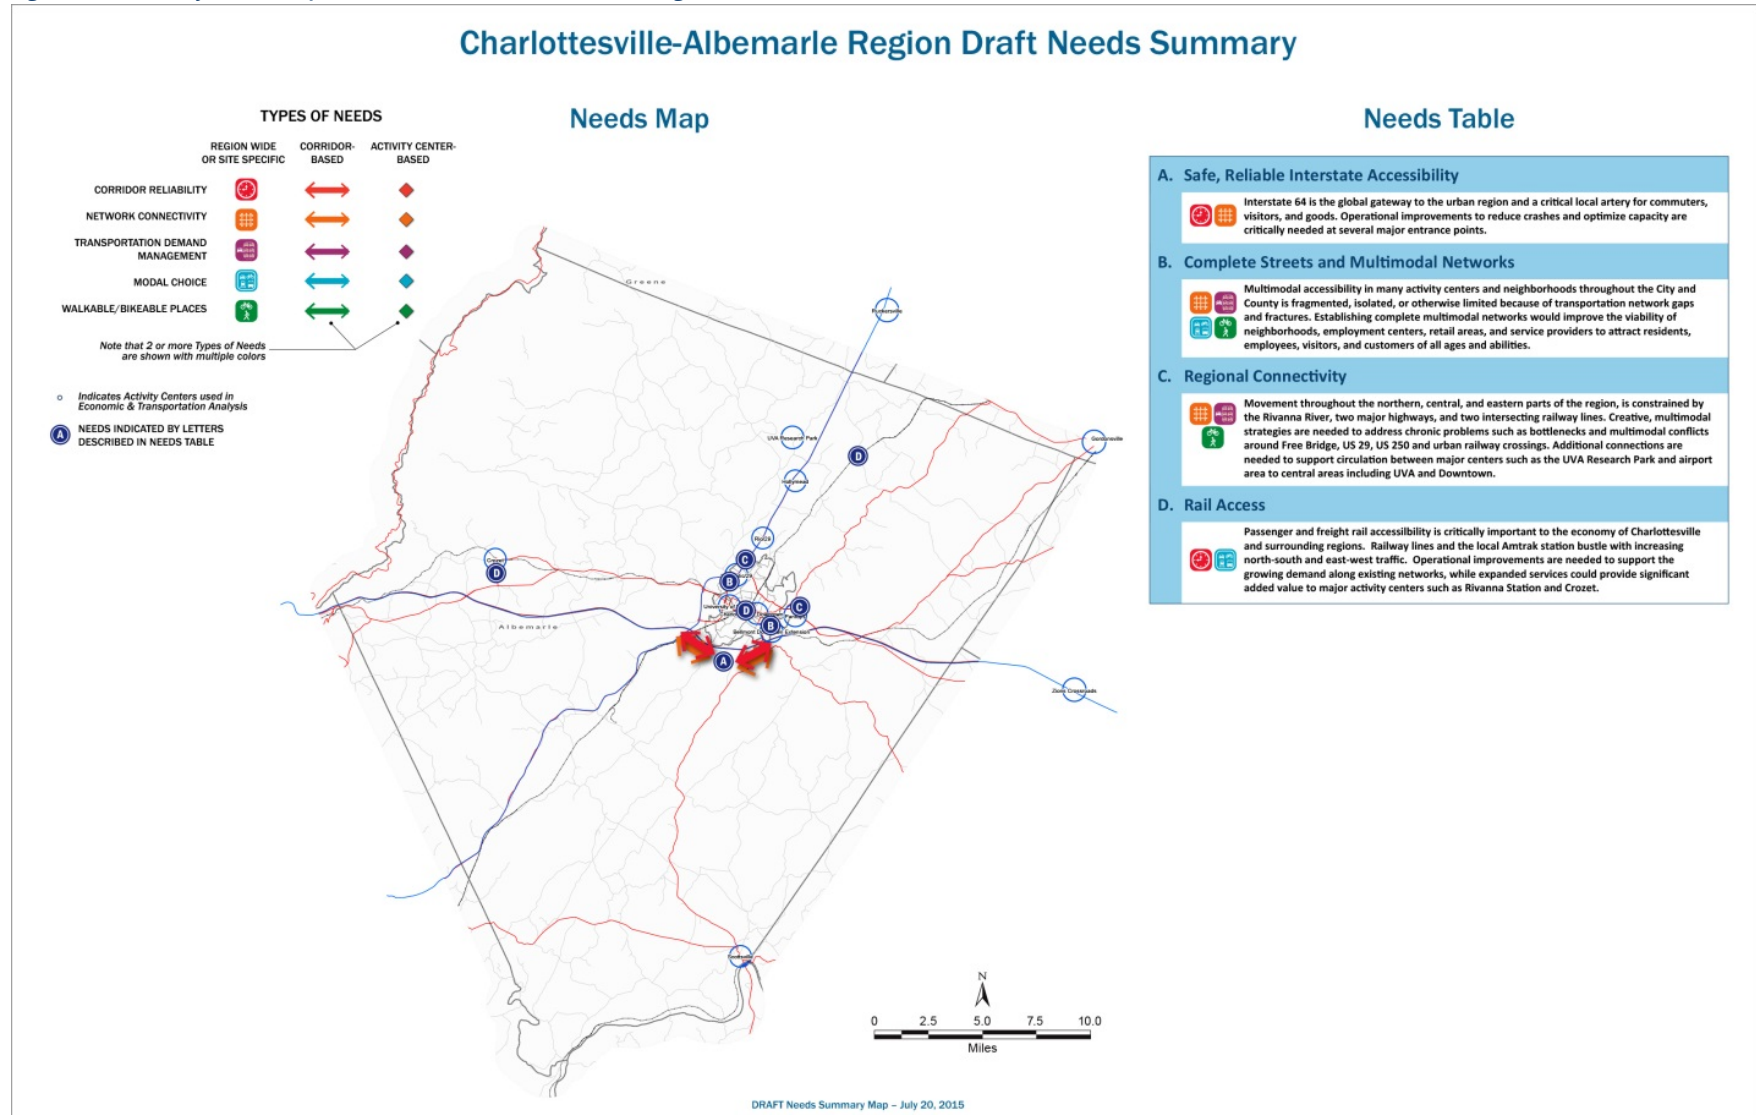 Charlottesville-Albemarle Region Draft Needs Summary
TYPES OF NEEDS
REGION WIDE
OR SITE SPECIFIC
CORRIDOR-
BASED
ACTIVITY CENTER-
BASED
CORRIDOR RELIABILITY
NETWORK CONNECTIVITY
TRANSPORTATION DEMAND
MANAGEMENT
MODAL CHOICE
WALKABLE/BIKEABLE PLACES
Note that 2 or more Types of Needs
are shown with multiple colors
Indicates Activity Centers used in
Economic & Transportation Analysis
A
NEEDS INDICATED BY LETTERS
DESCRIBED IN NEEDS TABLE
Needs Map
Greene
Ruckersville
UVA Research Park
Gordonsville
D
Hollymead
Rio29
C
Crozet
D
B
University of
D
C
B
Belmont
Extension
Albemarle
A
Zions Crossroads
Scottsville
N
0 2.5 5.0 7.5 10.0
Miles
Needs Table
A. Safe, Reliable Interstate Accessibility
Interstate 64 is the global gateway to the urban region and a critical local artery for commuters,
visitors, and goods. Operational improvements to reduce crashes and optimize capacity are
critically needed at several major entrance points.
B. Complete Streets and Multimodal Networks
Multimodal accessibility in many activity centers and neighborhoods throughout the City and
County is fragmented, isolated, or otherwise limited because of transportation network gaps
and fractures. Establishing complete multimodal networks would improve the viability of
neighborhoods, employment centers, retail areas, and service providers to attract residents,
employees, visitors, and customers of all ages and abilities.
C. Regional Connectivity
Movement throughout the northern, central, and eastern parts of the region, is constrained by
the Rivanna River, two major highways, and two intersecting railway lines. Creative, multimodal
strategies are needed to address chronic problems such as bottlenecks and multimodal conflicts
around Free Bridge, US 29, US 250 and urban railway crossings. Additional connections are
needed to support circulation between major centers such as the UVA Research Park and airport
area to central areas including UVA and Downtown.
D. Rail Access
Passenger and freight rail accessilbility is critically important to the economy of Charlottesville
and surrounding regions. Railway lines and the local Amtrak station bustle with increasing
north-south and east-west traffic. Operational improvements are needed to support the
growing demand along existing networks, while expanded services could provide significant
added value to major activity centers such as Rivanna Station and Crozet.
DRAFT Needs Summary Map – July 20, 2015